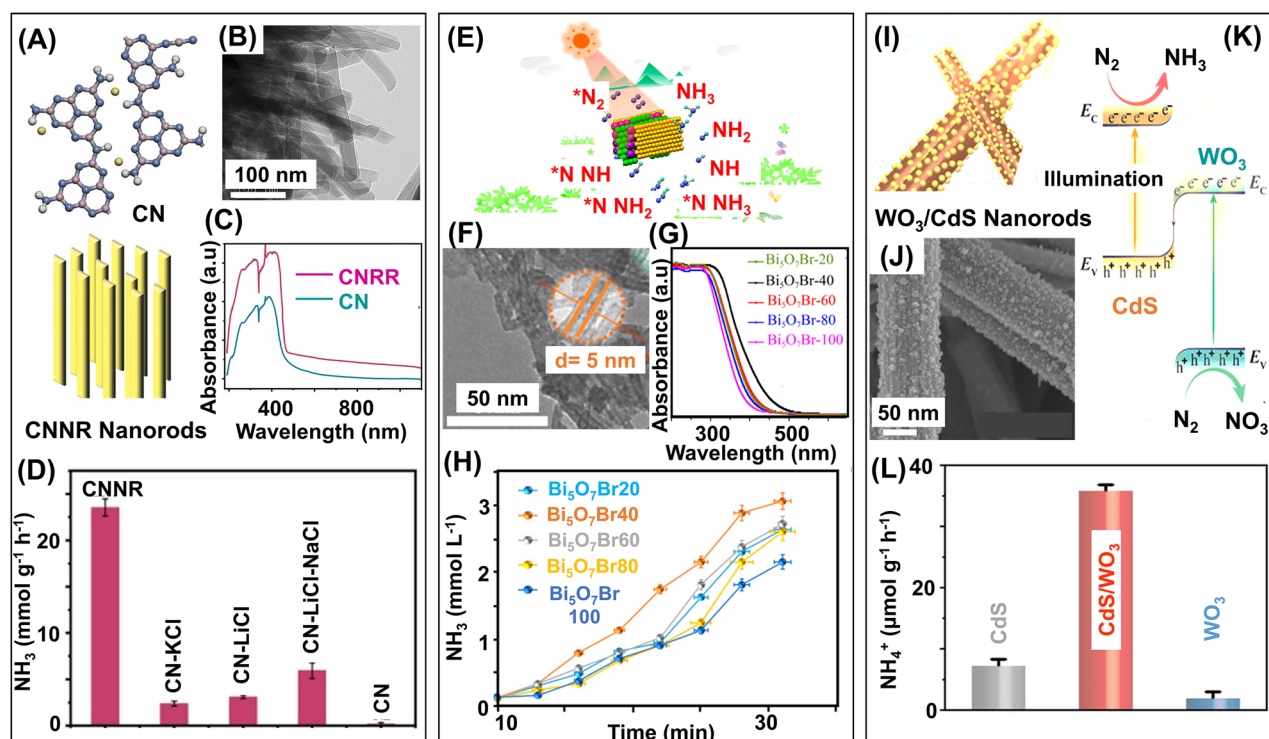 (A)
CN
CNNR Nanorods
(B)
100 nm
(C)
Absorbance (a.u)
CNRR
CN
400
800
Wavelength (nm)
(D)
NH3 (mmol g-1 h-1)
20
10
0
CNNR
CN-KCl
CN-LiCl
CN-LiCl-NaCl
CN
(E)
*N2
NH3
NH2
NH
*N NH
*N NH2
*N NH3
(F)
d= 5 nm
50 nm
(G)
Absorbance (a.u)
Bi5O7Br-20
Bi5O7Br-40
Bi5O7Br-60
Bi5O7Br-80
Bi5O7Br-100
300
500
Wavelength (nm)
(H)
NH3 (mmol L-1)
3
2
1
0
Bi5O7Br20
Bi5O7Br40
Bi5O7Br60
Bi5O7Br80
Bi5O7Br
100
10
30
Time (min)
(I)
WO3/CdS Nanorods
(J)
50 nm
(K)
N2
NH3
EC
e- e- e- e- e-
Illumination
WO3
e- e- e- e- e-
EC
EV
h+ h+ h+ h+ h+
CdS
h+ h+ h+ h+ h+
EV
N2
NO3
(L)
NH4+ (μmol g-1 h-1)
40
20
0
CdS
CdS/WO3
WO3